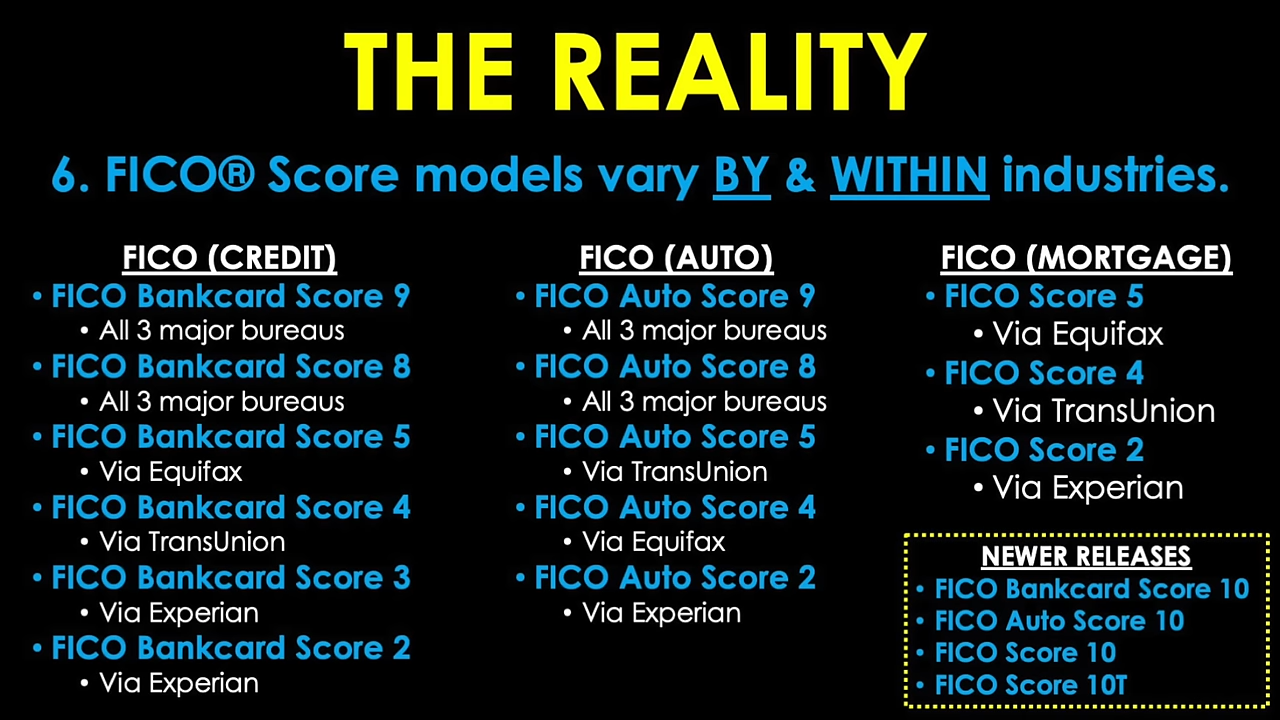 THE REALITY
6. FICO® Score models vary BY & WITHIN industries.
FICO (CREDIT)
• FICO Bankcard Score 9
• All 3 major bureaus
• FICO Bankcard Score 8
• All 3 major bureaus
• FICO Bankcard Score 5
• Via Equifax
• FICO Bankcard Score 4
• Via TransUnion
• FICO Bankcard Score 3
• Via Experian
• FICO Bankcard Score 2
• Via Experian
FICO (AUTO)
• FICO Auto Score 9
• All 3 major bureaus
• FICO Auto Score 8
• All 3 major bureaus
• FICO Auto Score 5
• Via TransUnion
• FICO Auto Score 4
• Via Equifax
• FICO Auto Score 2
• Via Experian
FICO (MORTGAGE)
• FICO Score 5
• Via Equifax
• FICO Score 4
• Via TransUnion
• FICO Score 2
• Via Experian
NEWER RELEASES
• FICO Bankcard Score 10
• FICO Auto Score 10
• FICO Score 10
• FICO Score 10T